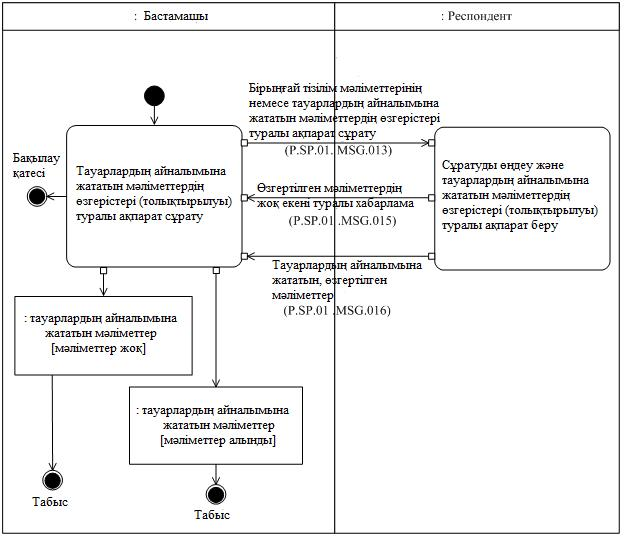 : Бастамашы
: Респондент
Бірыңғай тізілім мәліметтерінің
немесе тауарлардың айналымына
жататын мәліметтердің өзгерістері
туралы ақпарат сұрату
(P.SP.01. MSG.013)
Бақылау
қатесі
Тауарлардың айналымына
жататын мәліметтердің
өзгерістері (толықтырылуы)
туралы ақпарат сұрату
Сұратуды өңдеу және
тауарлардың айналымына
жататын мәліметтердің
өзгерістері (толықтырылуы)
туралы ақпарат беру
Өзгертілген мәліметтердің
жоқ екені туралы хабарлама
(P.SP.01 .MSG.015)
Тауарлардың айналымына
жататын, өзгертілген
мәліметтер
(P.SP.01 .MSG.016)
: тауарлардың айналымына
жататын мәліметтер
[мәліметтер жоқ]
: тауарлардың айналымына
жататын мәліметтер
[мәліметтер алынды]
Табыс
Табыс